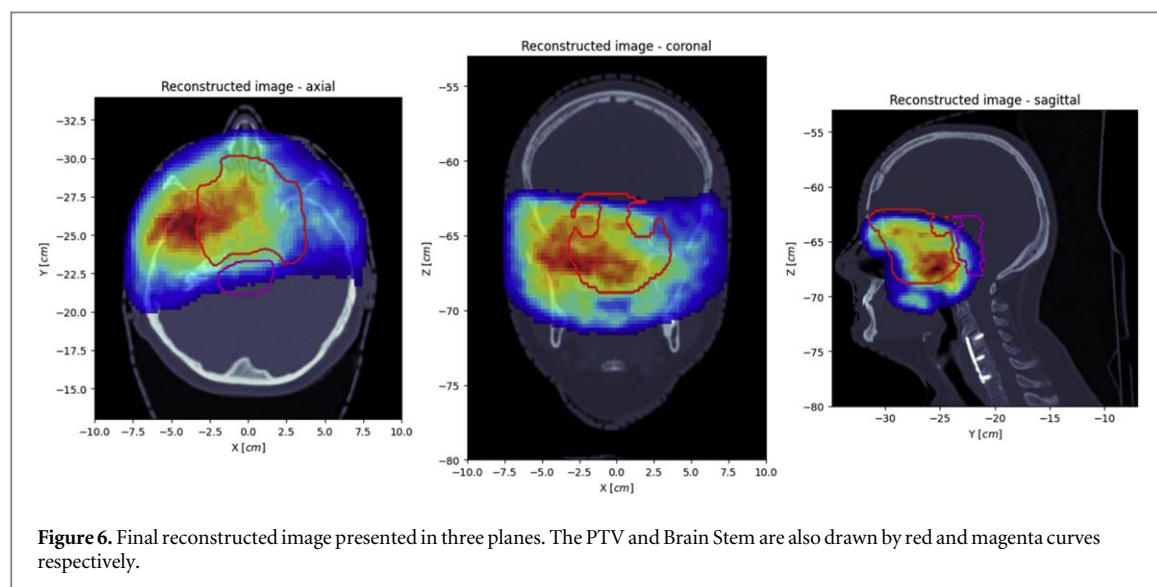 Reconstructed image - axial
−32.5
−30.0
−27.5
−25.0
−22.5
−20.0
−17.5
−15.0
Y [cm]
−10.0 −7.5 −5.0 −2.5 0.0 2.5 5.0 7.5 10.0
X [cm]
Reconstructed image - coronal
−55
−60
−65
−70
−75
−80
Z [cm]
−10.0 −7.5 −5.0 −2.5 0.0 2.5 5.0 7.5 10.0
X [cm]
Reconstructed image - sagittal
−55
−60
−65
−70
−75
−80
Z [cm]
−30 −25 −20 −15 −10
Y [cm]
Figure 6. Final reconstructed image presented in three planes. The PTV and Brain Stem are also drawn by red and magenta curves
respectively.